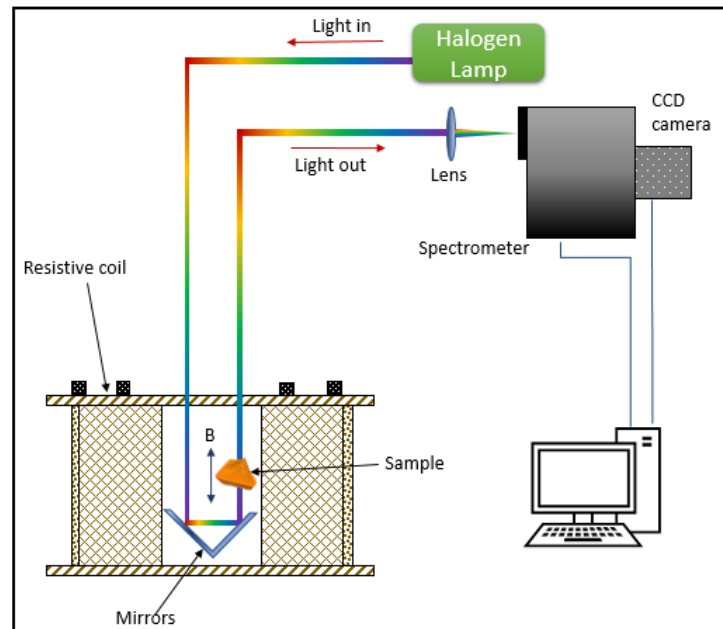 Light in
Halogen
Lamp
CCD
camera
Light out
Lens
Spectrometer
Resistive coil
B
Sample
Mirrors